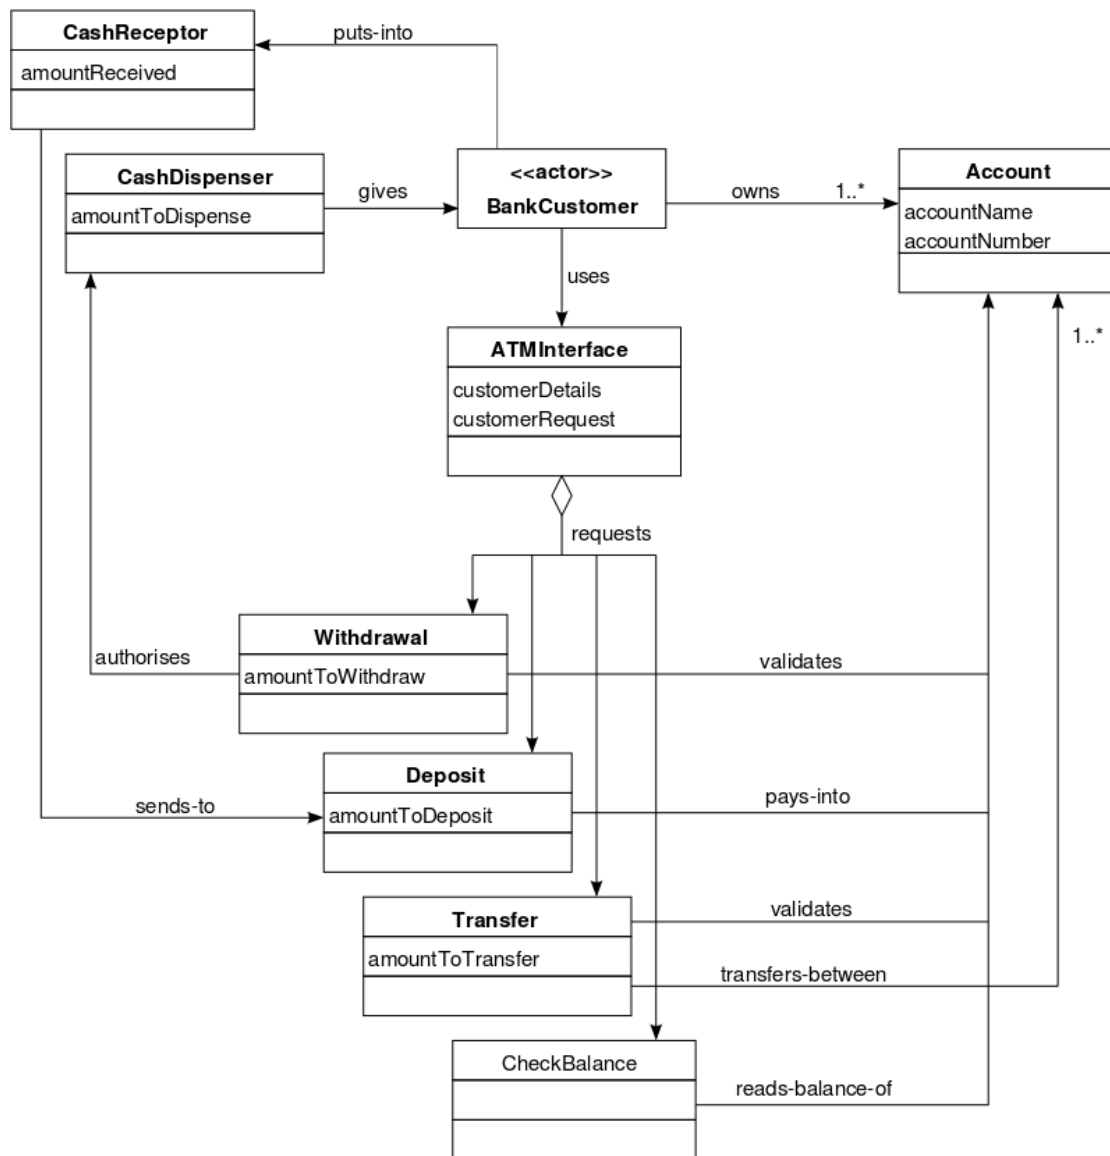 CashReceptor
amountReceived
puts-into
CashDispenser
amountToDispense
gives
<<actor>>
BankCustomer
owns
1..*
Account
accountName
accountNumber
uses
1..*
ATMInterface
customerDetails
customerRequest
requests
Withdrawal
amountToWithdraw
authorises
validates
Deposit
amountToDeposit
sends-to
pays-into
Transfer
amountToTransfer
validates
transfers-between
CheckBalance
reads-balance-of